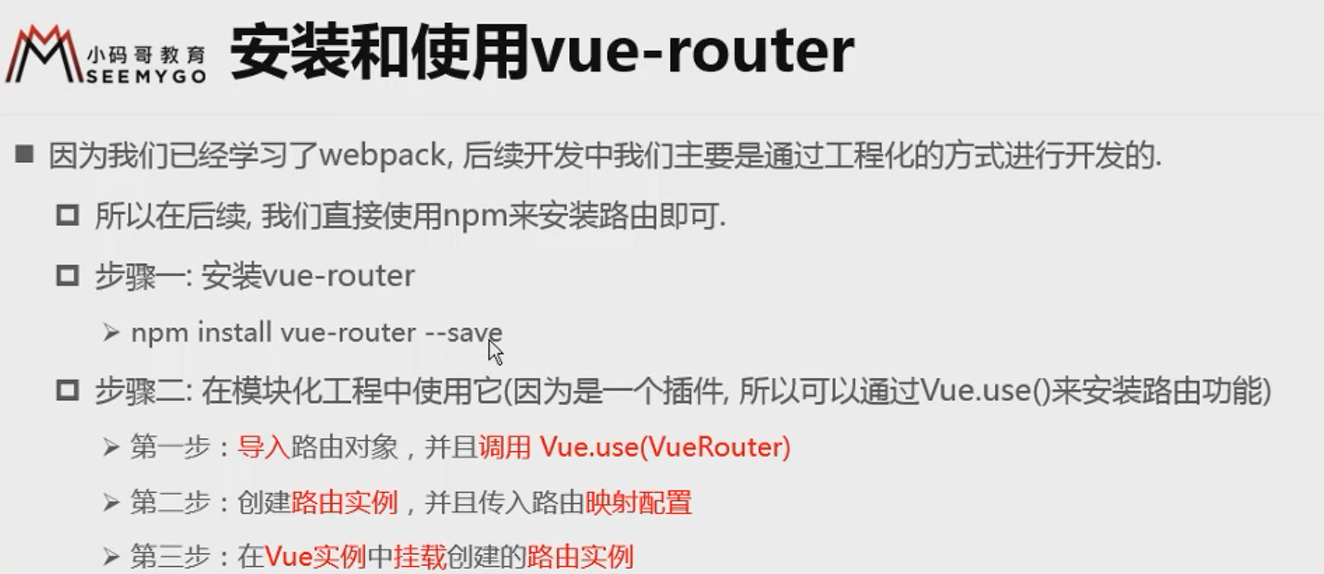 小码哥教育
SEEMYGO
安装和使用vue-router
因为我们已经学习了webpack, 后续开发中我们主要是通过工程化的方式进行开发的.
所以在后续, 我们直接使用npm来安装路由即可.
步骤一: 安装vue-router
npm install vue-router --save
步骤二: 在模块化工程中使用它(因为是一个插件, 所以可以通过Vue.use()来安装路由功能)
第一步：导入路由对象，并且调用 Vue.use(VueRouter)
第二步：创建路由实例，并且传入路由映射配置
第三步：在Vue实例中挂载创建的路由实例